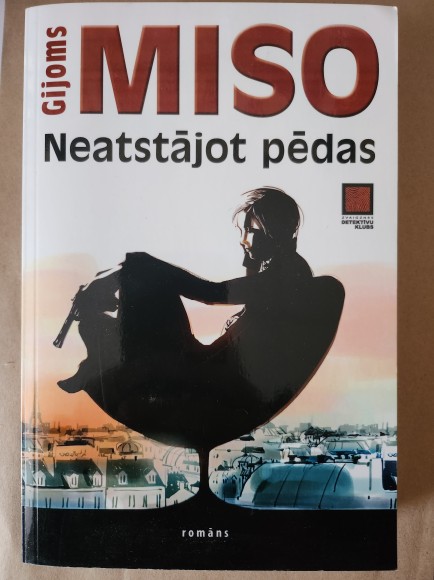 Gijoms
MISO
Neatstājot pēdas
ZVAIGZNES
DETEKTĪVU
KLUBS
romāns